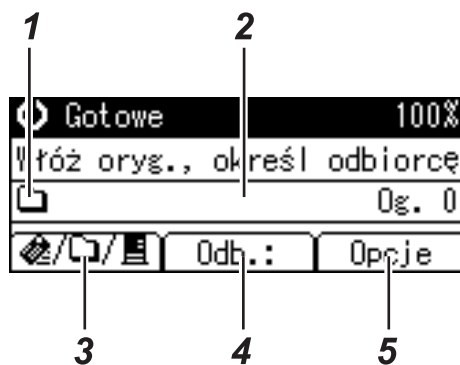 1 2
Gotowe 100%
Włóż oryg., określ odbiorcę
Og. 0
/ / Odb.: Opcje
3 4 5